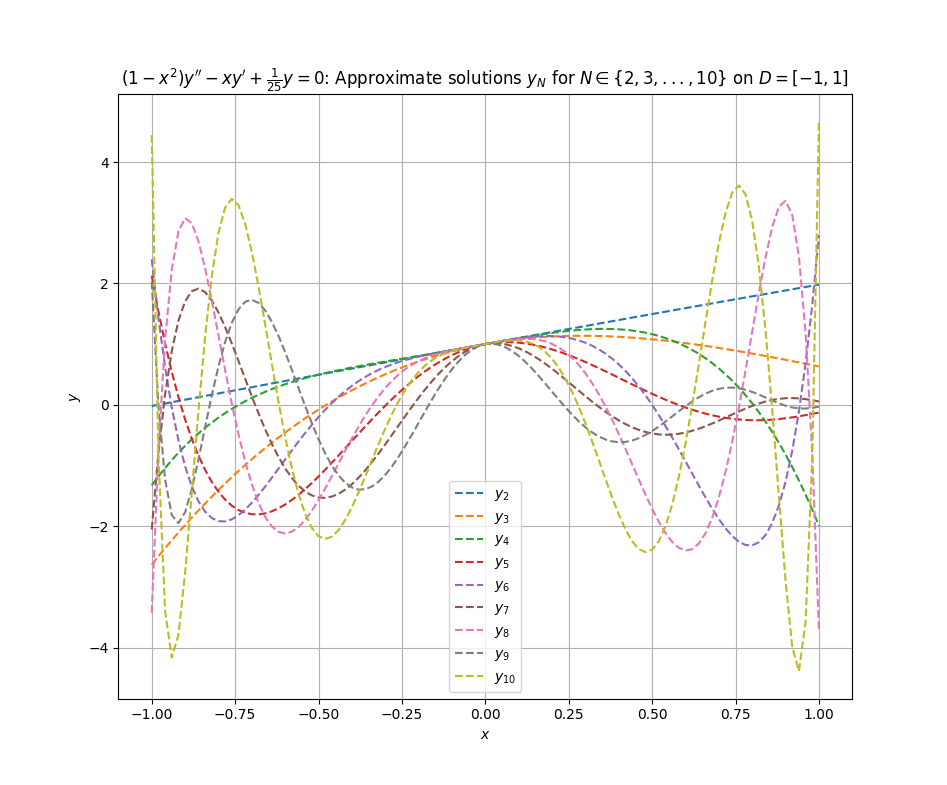 (1 − x²)y′′ − xy′ + 1/25 y = 0: Approximate solutions y_N for N ∈ {2, 3, . . . , 10} on D = [−1, 1]
y
4
2
0
−2
−4
y₂
y₃
y₄
y₅
y₆
y₇
y₈
y₉
y₁₀
−1.00 −0.75 −0.50 −0.25 0.00 0.25 0.50 0.75 1.00
x